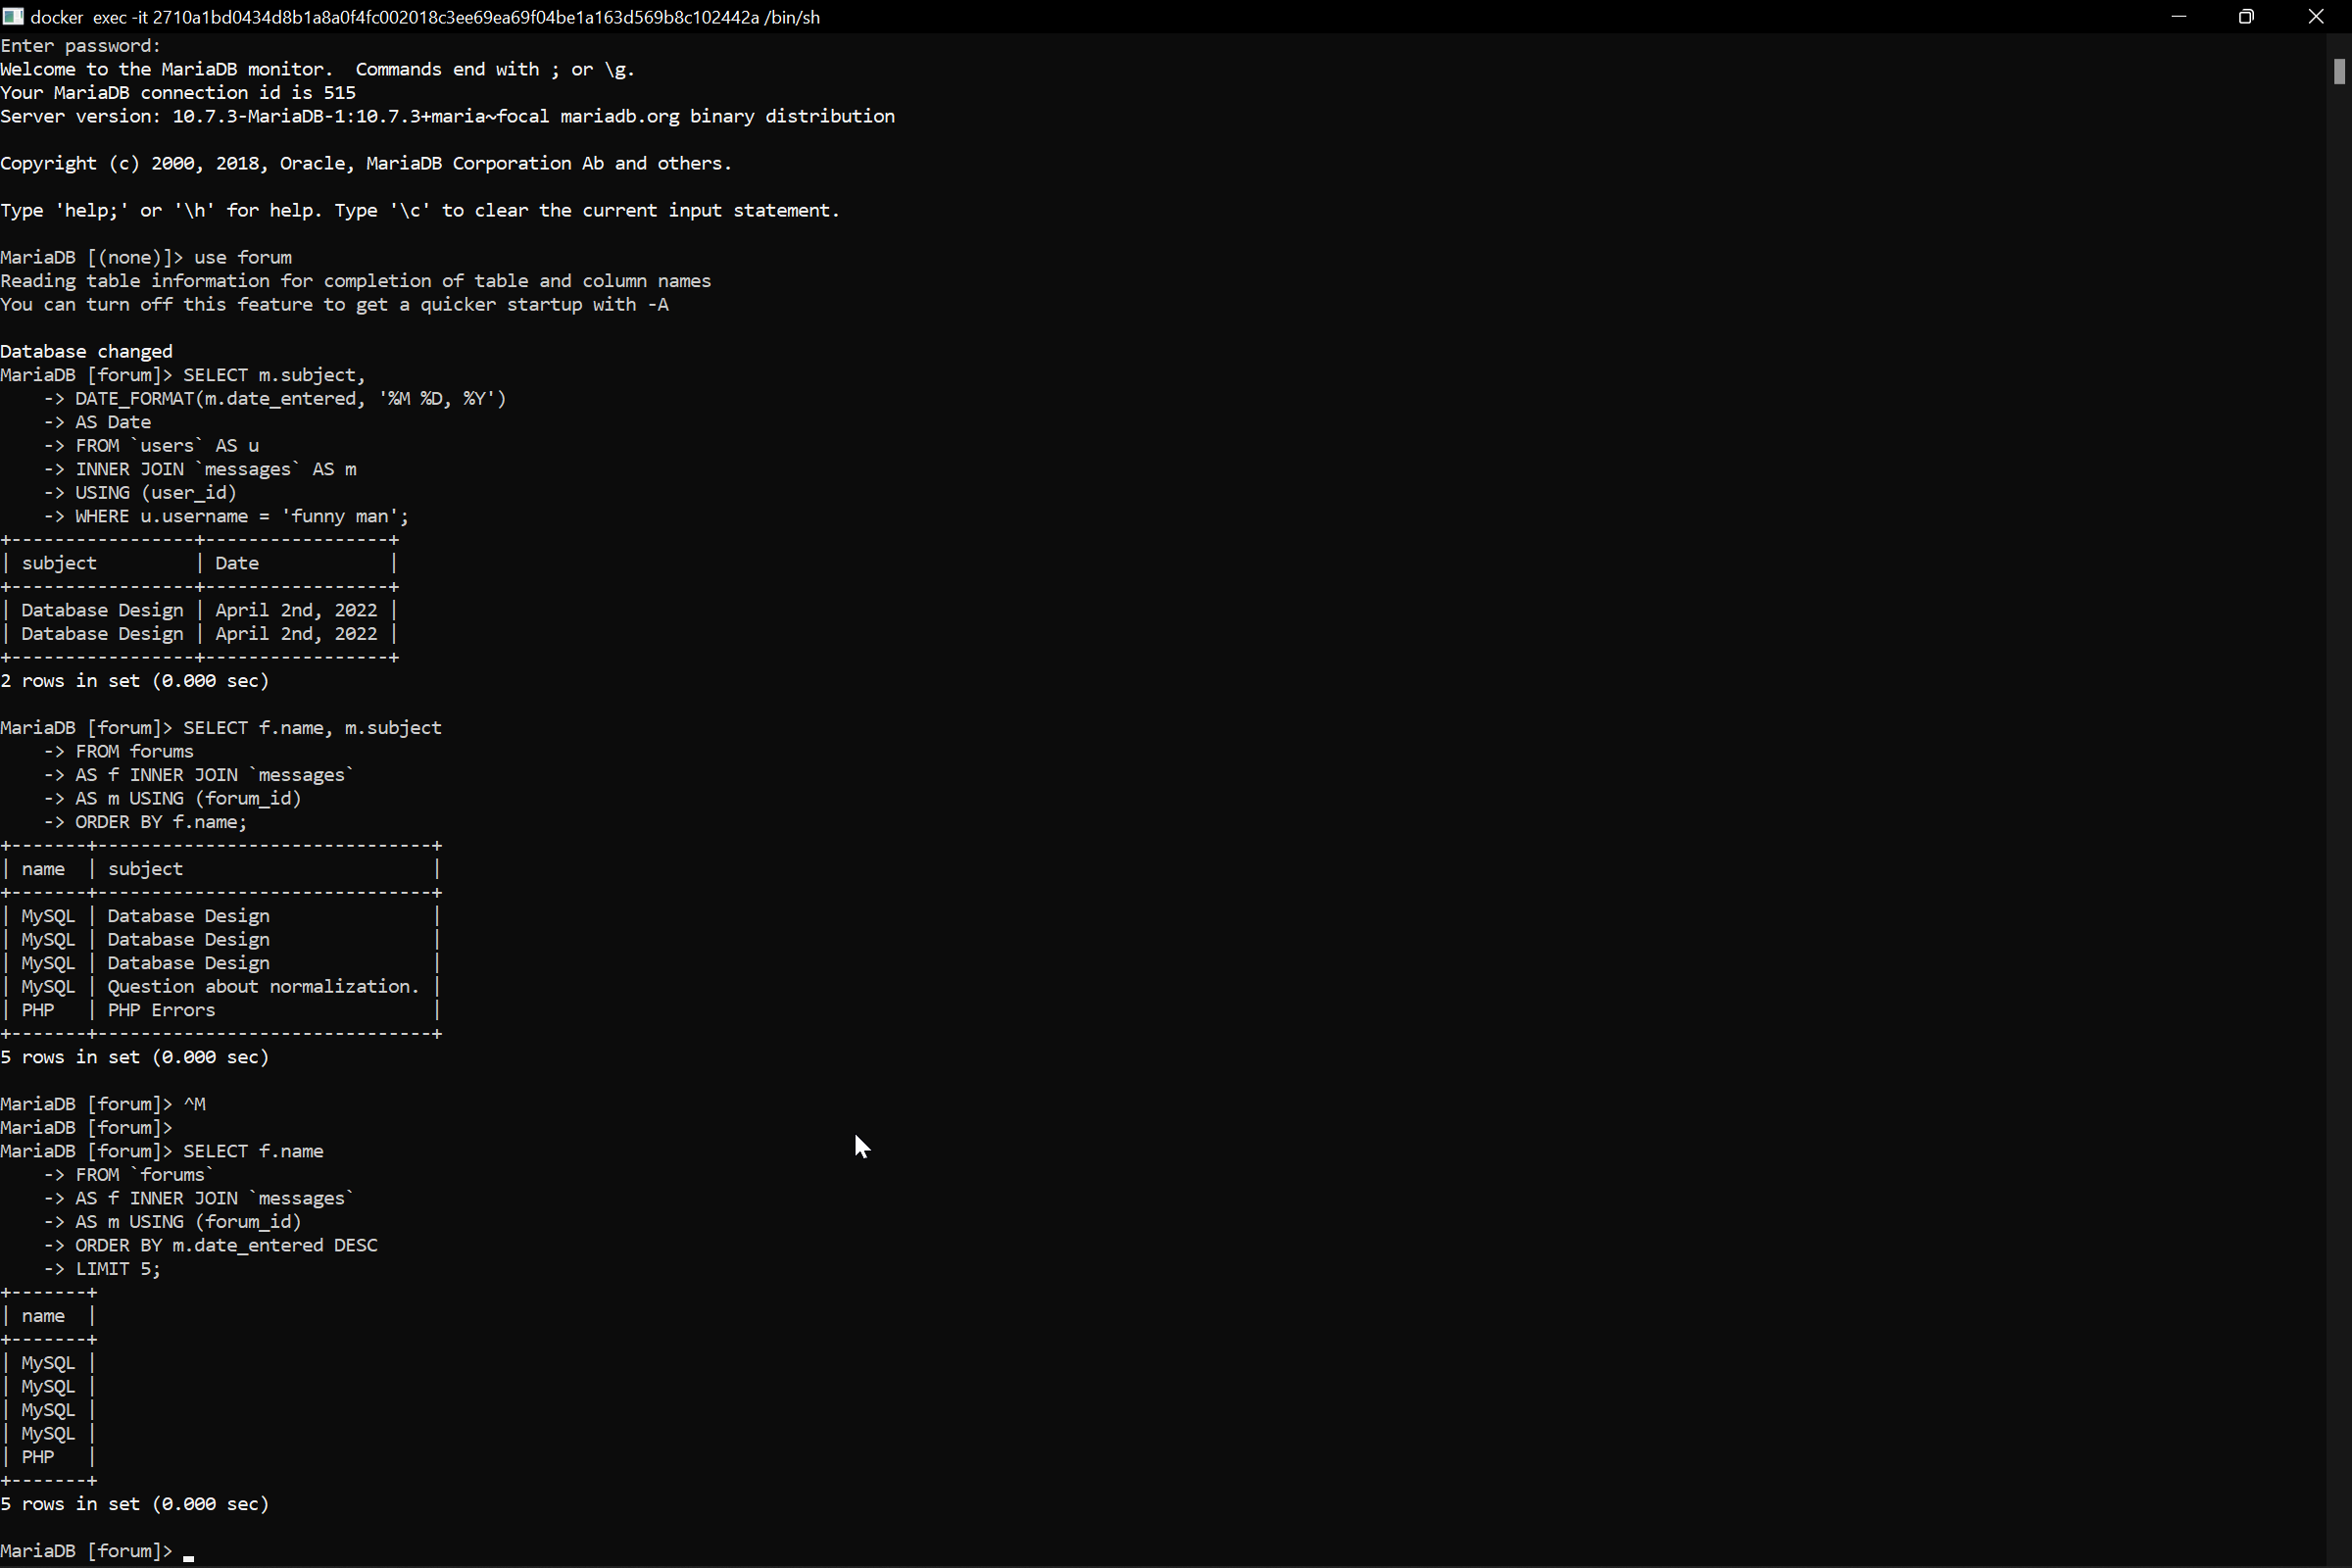 docker exec -it 2710a1bd0434d8b1a8a0f4fc002018c3ee69ea69f04be1a163d569b8c102442a /bin/sh
Enter password:
Welcome to the MariaDB monitor.  Commands end with ; or \g.
Your MariaDB connection id is 515
Server version: 10.7.3-MariaDB-1:10.7.3+maria~focal mariadb.org binary distribution

Copyright (c) 2000, 2018, Oracle, MariaDB Corporation Ab and others.

Type 'help;' or '\h' for help. Type '\c' to clear the current input statement.

MariaDB [(none)]> use forum
Reading table information for completion of table and column names
You can turn off this feature to get a quicker startup with -A

Database changed
MariaDB [forum]> SELECT m.subject,
    -> DATE_FORMAT(m.date_entered, '%M %D, %Y')
    -> AS Date
    -> FROM `users` AS u
    -> INNER JOIN `messages` AS m
    -> USING (user_id)
    -> WHERE u.username = 'funny man';
+-----------------+-----------------+
| subject         | Date            |
+-----------------+-----------------+
| Database Design | April 2nd, 2022 |
| Database Design | April 2nd, 2022 |
+-----------------+-----------------+
2 rows in set (0.000 sec)

MariaDB [forum]> SELECT f.name, m.subject
    -> FROM forums
    -> AS f INNER JOIN `messages`
    -> AS m USING (forum_id)
    -> ORDER BY f.name;
+-------+-------------------------------+
| name  | subject                       |
+-------+-------------------------------+
| MySQL | Database Design               |
| MySQL | Database Design               |
| MySQL | Database Design               |
| MySQL | Question about normalization. |
| PHP   | PHP Errors                    |
+-------+-------------------------------+
5 rows in set (0.000 sec)

MariaDB [forum]> ^M
MariaDB [forum]>
MariaDB [forum]> SELECT f.name
    -> FROM `forums`
    -> AS f INNER JOIN `messages`
    -> AS m USING (forum_id)
    -> ORDER BY m.date_entered DESC
    -> LIMIT 5;
+-------+
| name  |
+-------+
| MySQL |
| MySQL |
| MySQL |
| MySQL |
| PHP   |
+-------+
5 rows in set (0.000 sec)

MariaDB [forum]>